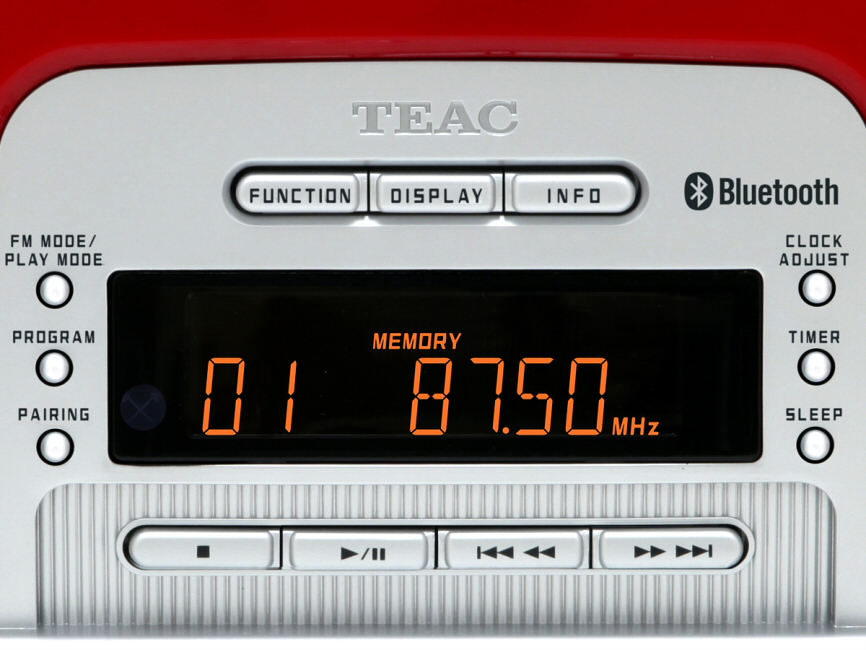 TEAC
FUNCTION DISPLAY INFO
Bluetooth
FM MODE/
PLAY MODE
CLOCK
ADJUST
MEMORY
01 87.50 MHz
PROGRAM
TIMER
PAIRING
SLEEP